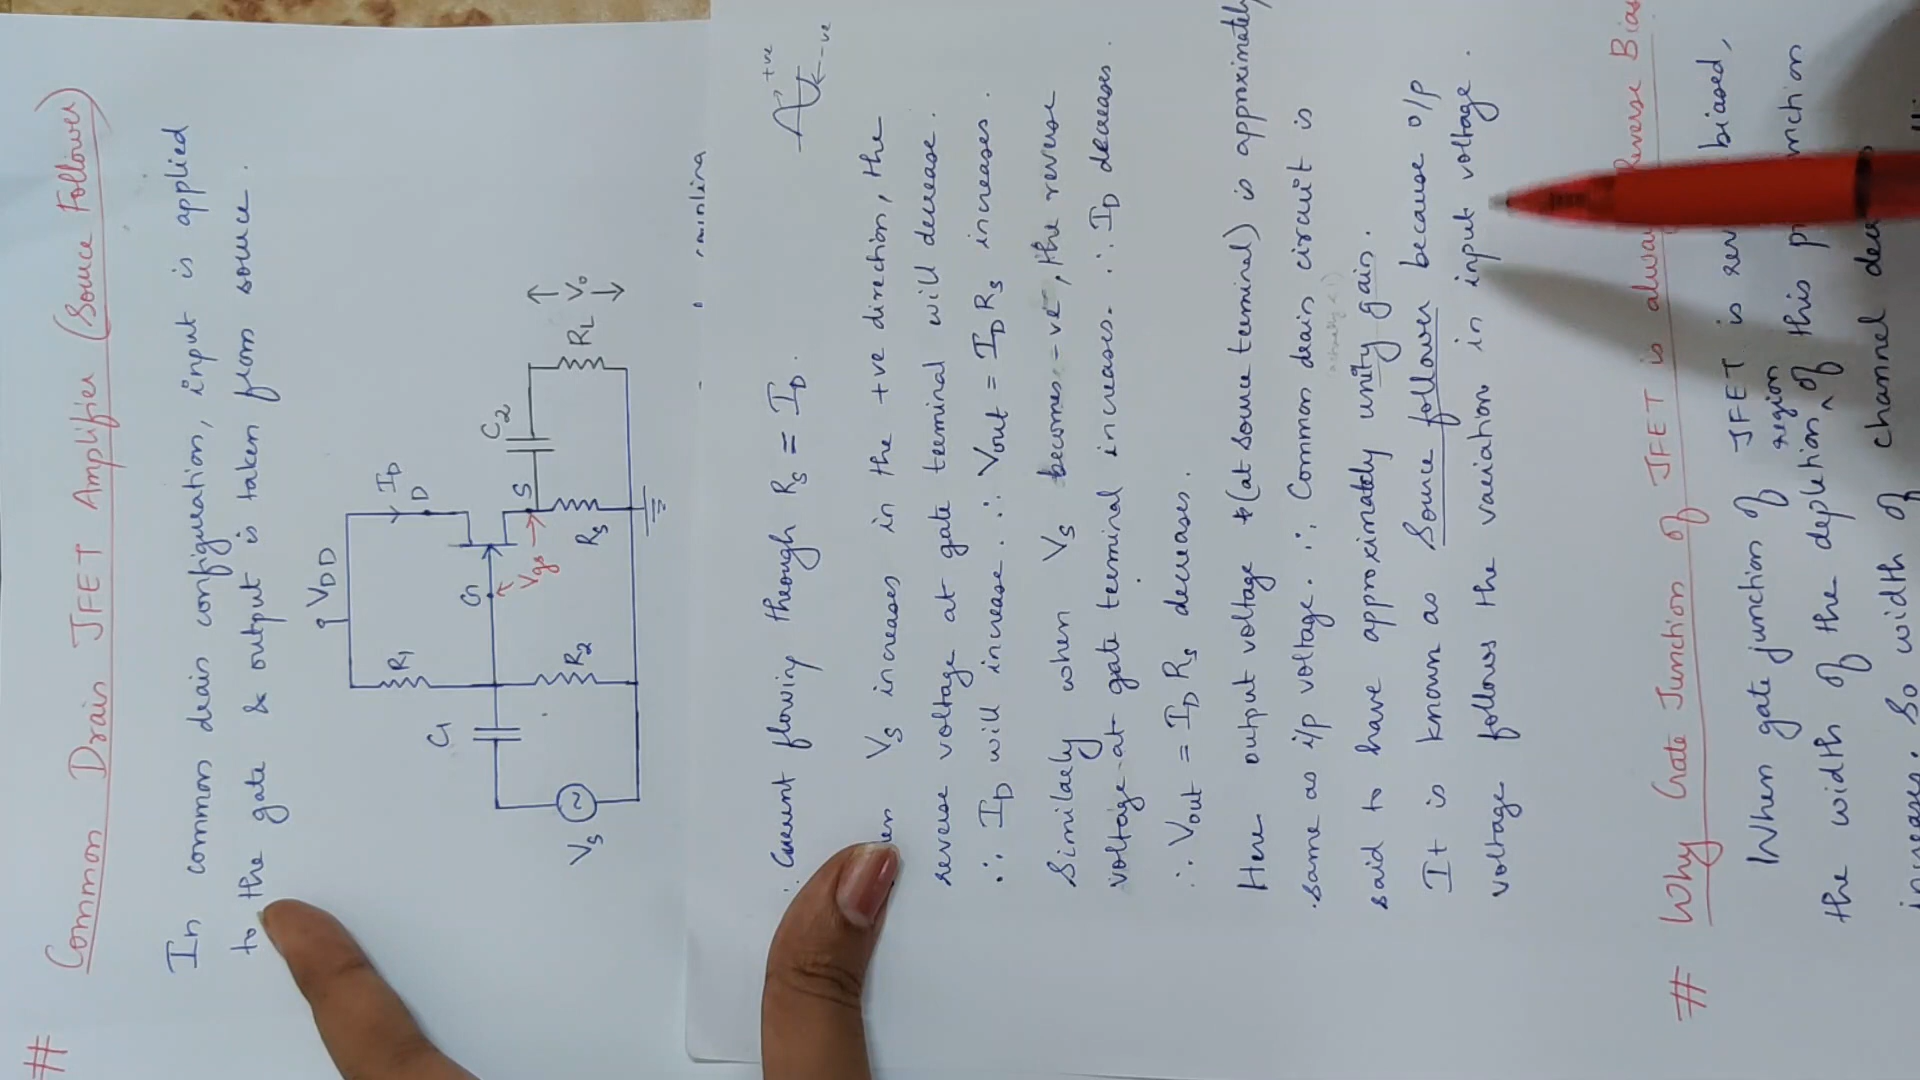 #
Common Drain JFET Amplifier (Source Follower)
In common drain configuration, input is applied
to the gate & output is taken from source.
VDD
R1
ID
D
C1
G
S
C2
Vgs
R2
RS
RL
Vo
VS
+ve
-ve
∴ Current flowing through RS = ID.
VS increases in the +ve direction, the
reverse voltage at gate terminal will decrease.
∴ ID will increase. ∴ Vout = ID RS increases.
Similarly when VS becomes -ve, the reverse
voltage at gate terminal increases. ∴ ID decreases.
∴ Vout = ID RS decreases.
Here output voltage (at source terminal) is approximately
same as i/p voltage. ∴ Common drain circuit is
said to have approximately unity gain.
It is known as Source follower because o/p
voltage follows the variation in input voltage.
# Why Gate Junction of JFET is
When gate junction of JFET is biased,
region
the width of the depletion ^ of this
increases. So width of channel